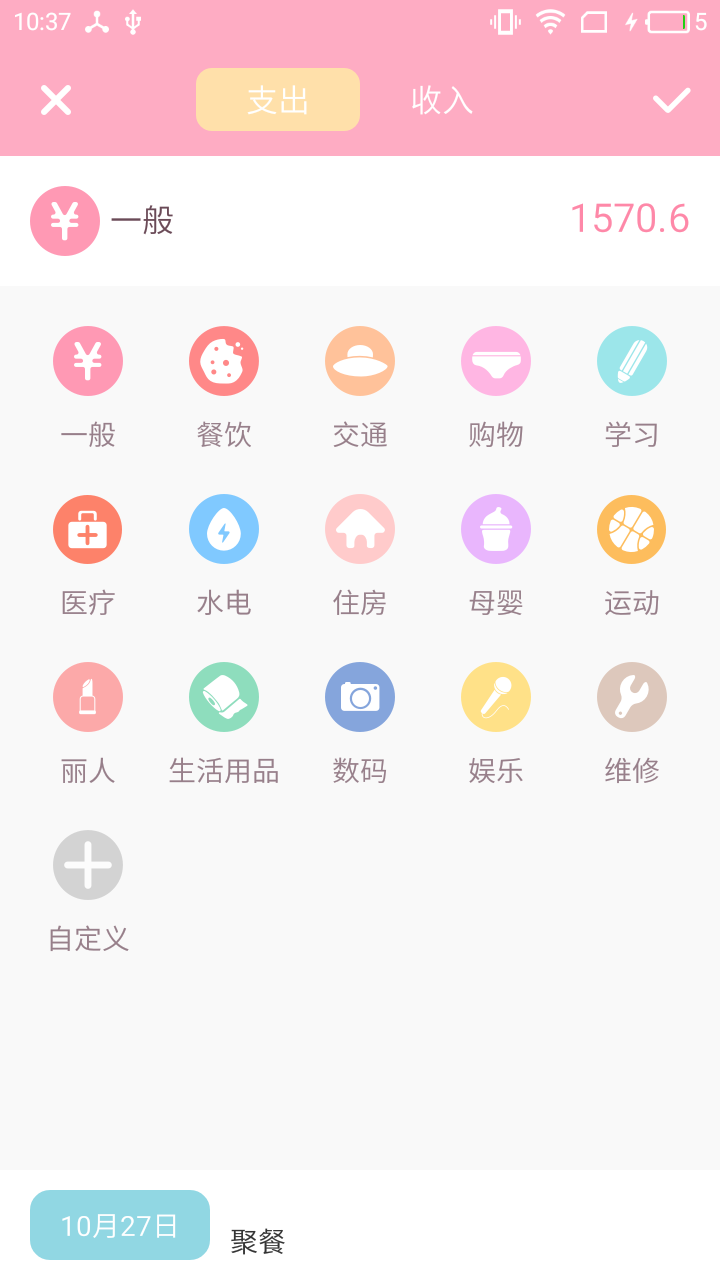 10:37 5
支出 收入
¥ 一般 1570.6
¥
一般 餐饮 交通 购物 学习
医疗 水电 住房 母婴 运动
丽人 生活用品 数码 娱乐 维修
自定义
10月27日 聚餐